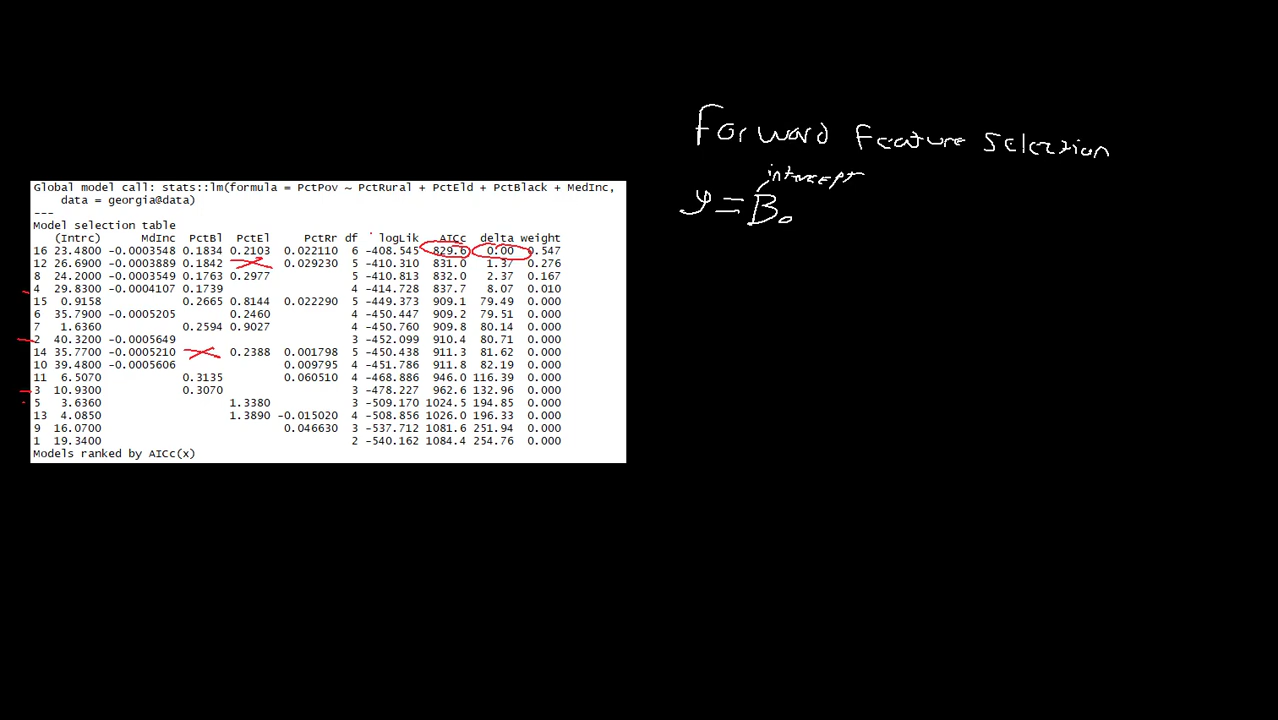 Global model call: stats::lm(formula = PctPov ~ PctRural + PctEld + PctBlack + MedInc,
data = georgia@data)
---
Model selection table
(Intrc) MdInc PctBl PctEl PctRr df logLik AICc delta weight
16 23.4800 -0.0003548 0.1834 0.2103 0.022110 6 -408.545 829.6 0.00 0.547
12 26.6900 -0.0003889 0.1842 0.029230 5 -410.310 831.0 1.37 0.276
8 24.2000 -0.0003549 0.1763 0.2977 5 -410.813 832.0 2.37 0.167
4 29.8300 -0.0004107 0.1739 4 -414.728 837.7 8.07 0.010
15 0.9158 0.2665 0.8144 0.022290 5 -449.373 909.1 79.49 0.000
6 35.7900 -0.0005205 0.2460 4 -450.447 909.2 79.51 0.000
7 1.6360 0.2594 0.9027 4 -450.760 909.8 80.14 0.000
2 40.3200 -0.0005649 3 -452.099 910.4 80.71 0.000
14 35.7700 -0.0005210 0.2388 0.001798 5 -450.438 911.3 81.62 0.000
10 39.4800 -0.0005606 0.009795 4 -451.786 911.8 82.19 0.000
11 6.5070 0.3135 0.060510 4 -468.886 946.0 116.39 0.000
3 10.9300 0.3070 3 -478.227 962.6 132.96 0.000
5 3.6360 1.3380 3 -509.170 1024.5 194.85 0.000
13 4.0850 1.3890 -0.015020 4 -508.856 1026.0 196.33 0.000
9 16.0700 0.046630 3 -537.712 1081.6 251.94 0.000
1 19.3400 2 -540.162 1084.4 254.76 0.000
Models ranked by AICc(x)
Forward Feature Selection
intercept
y = B₀